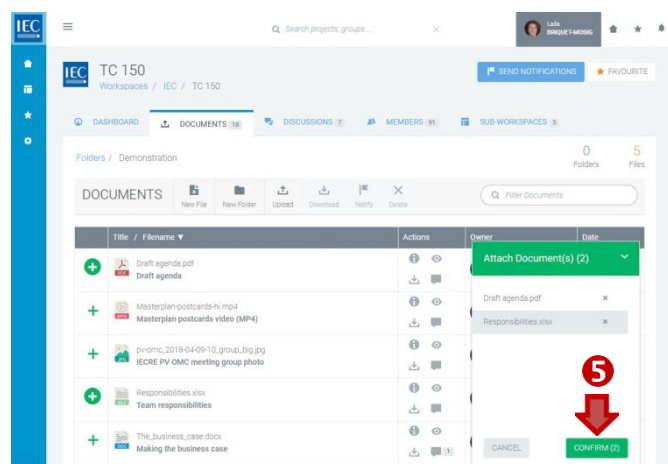 IEC
Search projects, groups ...
Laila
BRIQUET-MOSIG
IEC
TC 150
Workspaces / IEC / TC 150
SEND NOTIFICATIONS
FAVOURITE
DASHBOARD
DOCUMENTS 18
DISCUSSIONS 7
MEMBERS 91
SUB-WORKSPACES 3
Folders / Demonstration
0
Folders
5
Files
DOCUMENTS
New File
New Folder
Upload
Download
Notify
Delete
Filter Documents
Title / Filename
Actions
Owner
Date
Draft agenda.pdf
Draft agenda
Masterplan-postcards-hi.mp4
Masterplan postcards video (MP4)
pv-omc_2018-04-09-10_group_big.jpg
IECRE PV OMC meeting group photo
Responsibilities.xlsx
Team responsibilities
The_business_case.docx
Making the business case
1
Attach Document(s) (2)
Draft agenda.pdf
Responsibilities.xlsx
5
CANCEL
CONFIRM (2)